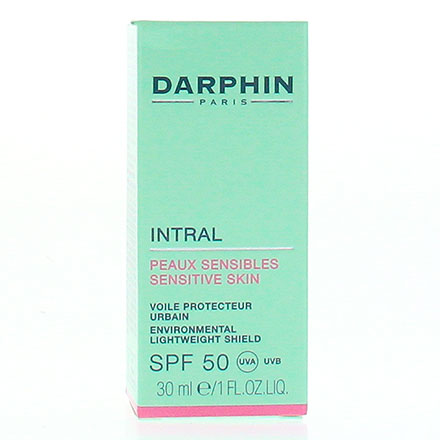 DARPHIN
PARIS
INTRAL
PEAUX SENSIBLES
SENSITIVE SKIN
VOILE PROTECTEUR
URBAIN
ENVIRONMENTAL
LIGHTWEIGHT SHIELD
SPF 50 UVA UVB
30 ml ℮/1 FL.OZ.LIQ.